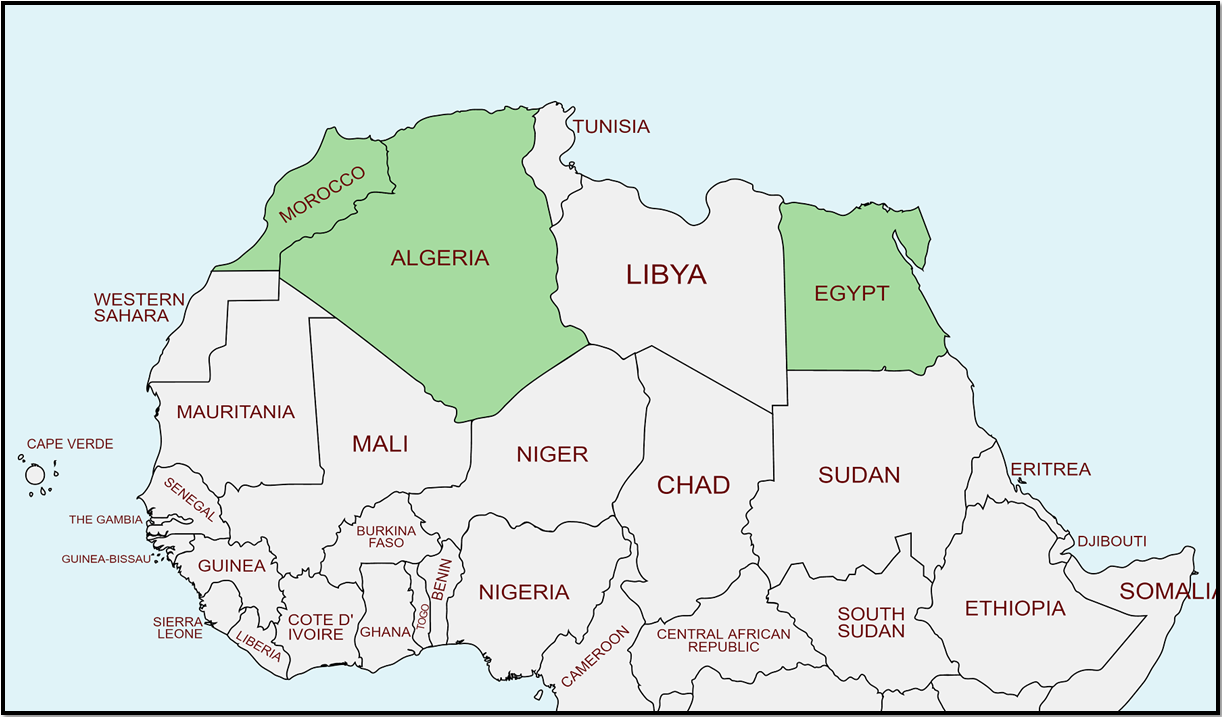 TUNISIA
MOROCCO
ALGERIA
LIBYA
EGYPT
WESTERN
SAHARA
MAURITANIA
MALI
NIGER
CHAD
SUDAN
ERITREA
CAPE VERDE
SENEGAL
THE GAMBIA
GUINEA-BISSAU
GUINEA
BURKINA
FASO
BENIN
TOGO
NIGERIA
DJIBOUTI
SOMALIA
ETHIOPIA
SOUTH
SUDAN
CENTRAL AFRICAN
REPUBLIC
CAMEROON
GHANA
COTE D'
IVOIRE
SIERRA
LEONE
LIBERIA